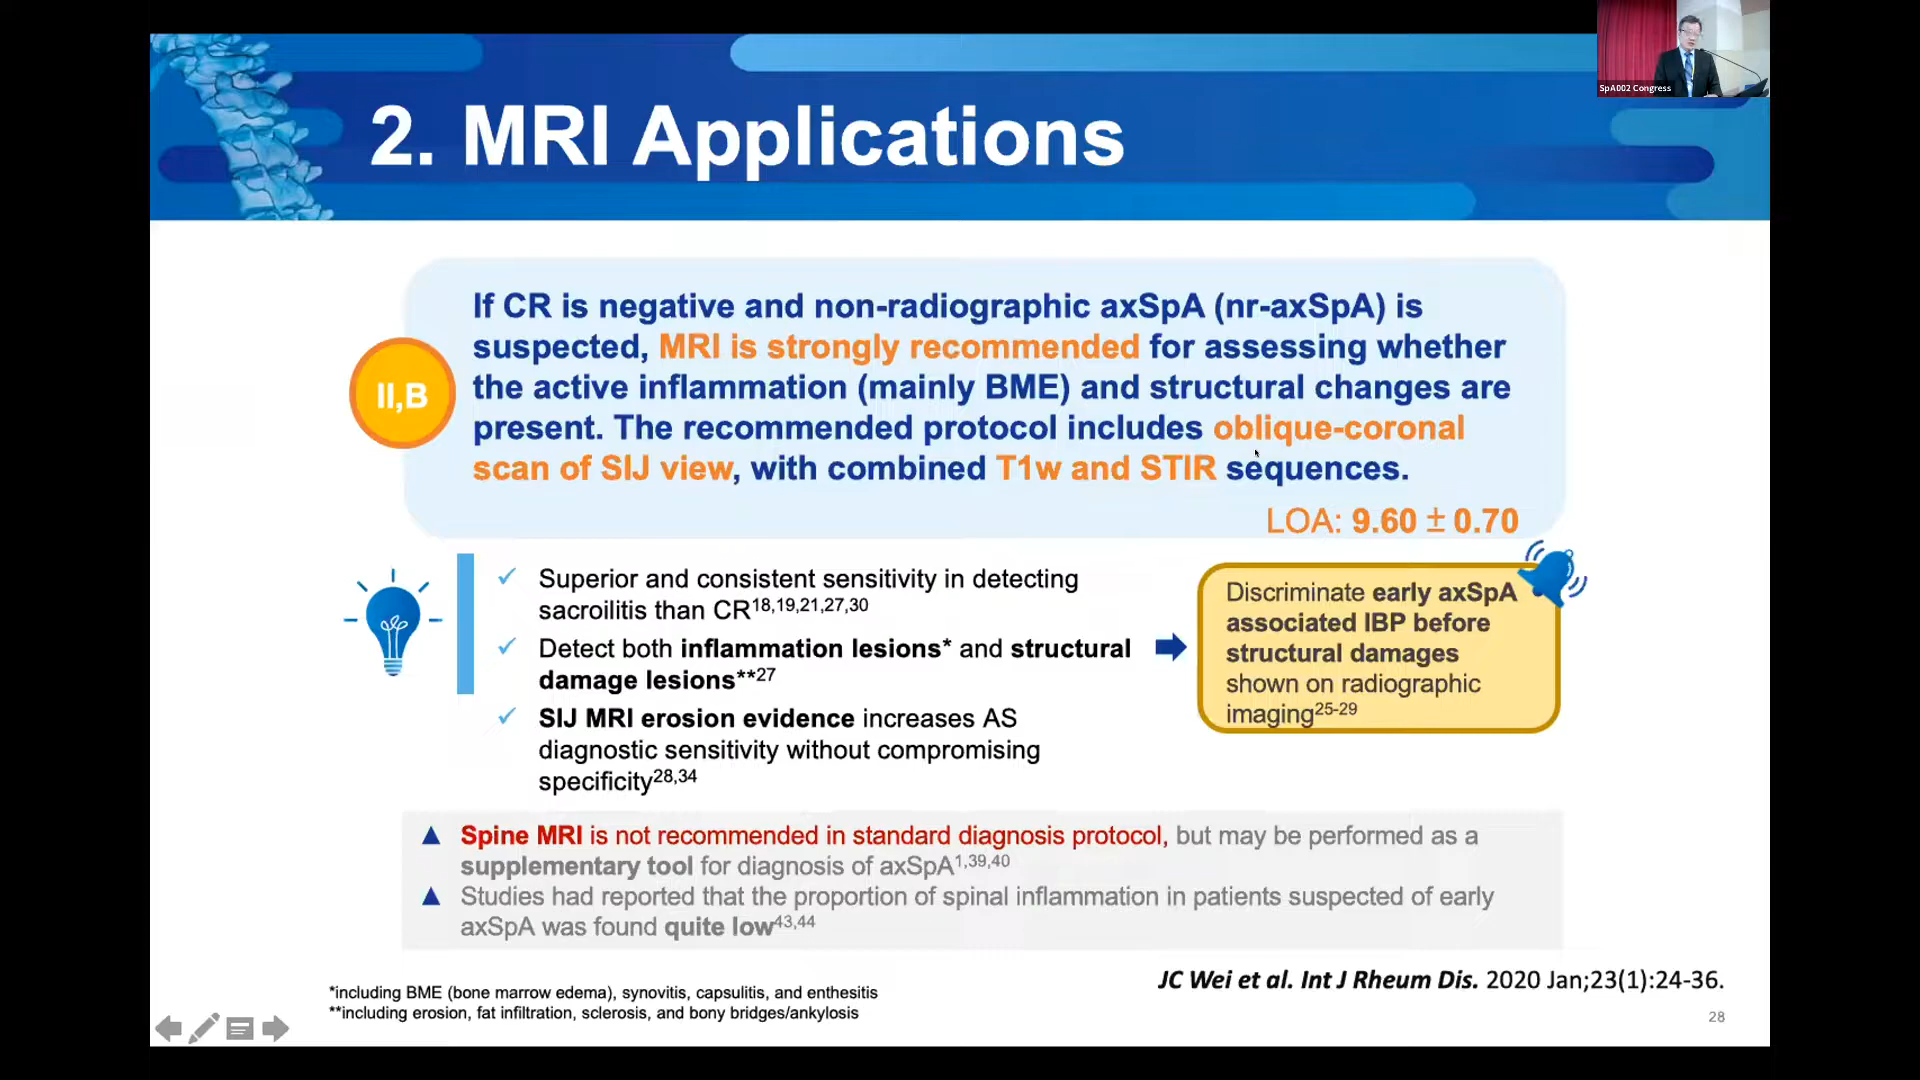 SpA002 Congress
2. MRI Applications
II,B
If CR is negative and non-radiographic axSpA (nr-axSpA) is
suspected, MRI is strongly recommended for assessing whether
the active inflammation (mainly BME) and structural changes are
present. The recommended protocol includes oblique-coronal
scan of SIJ view, with combined T1w and STIR sequences.
LOA: 9.60 ± 0.70
✓ Superior and consistent sensitivity in detecting
sacroiliitis than CR18,19,21,27,30
✓ Detect both inflammation lesions* and structural
damage lesions**27
✓ SIJ MRI erosion evidence increases AS
diagnostic sensitivity without compromising
specificity28,34
Discriminate early axSpA
associated IBP before
structural damages
shown on radiographic
imaging25-29
▲ Spine MRI is not recommended in standard diagnosis protocol, but may be performed as a
supplementary tool for diagnosis of axSpA1,39,40
▲ Studies had reported that the proportion of spinal inflammation in patients suspected of early
axSpA was found quite low43,44
JC Wei et al. Int J Rheum Dis. 2020 Jan;23(1):24-36.
*including BME (bone marrow edema), synovitis, capsulitis, and enthesitis
**including erosion, fat infiltration, sclerosis, and bony bridges/ankylosis
28